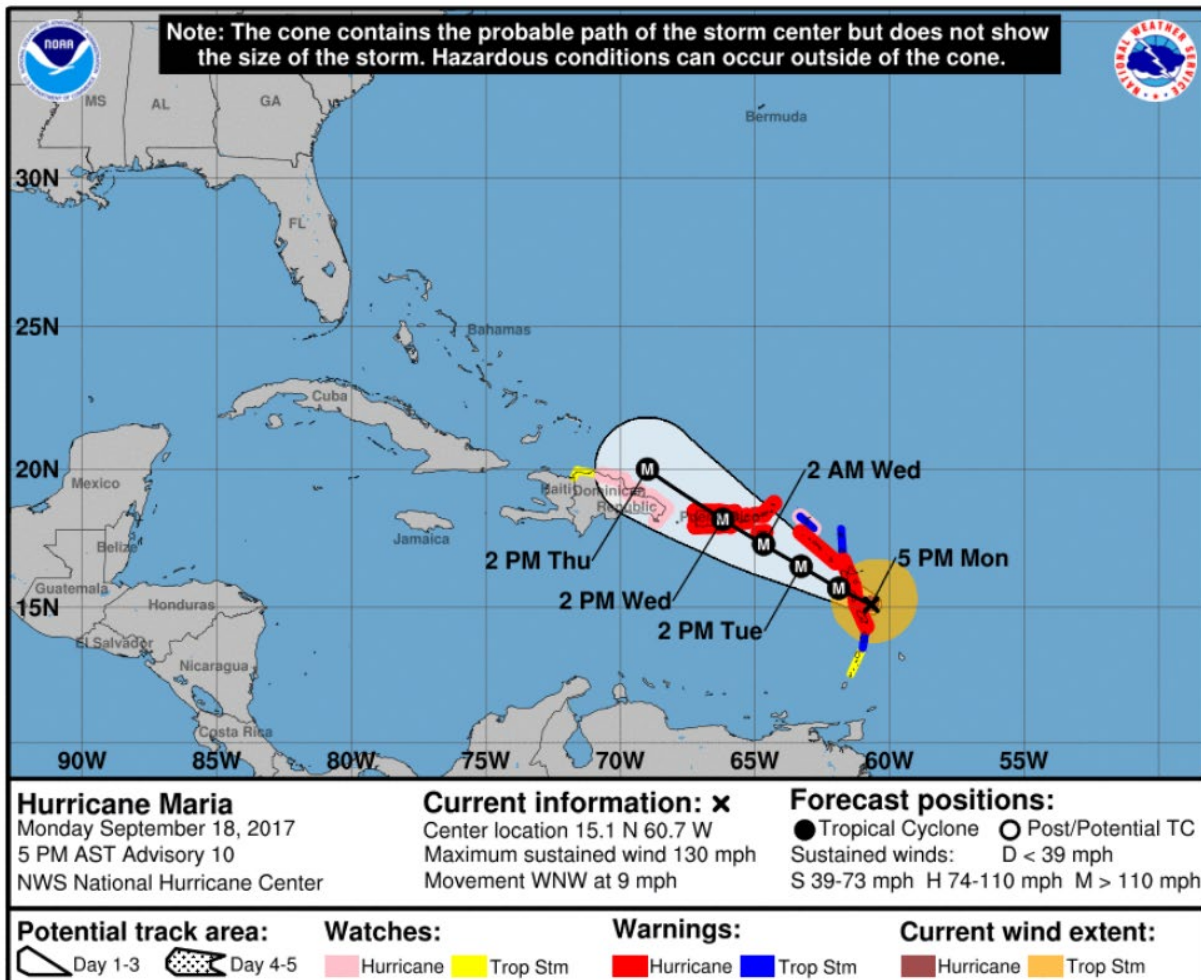 Note: The cone contains the probable path of the storm center but does not show
the size of the storm. Hazardous conditions can occur outside of the cone.
NOAA
NATIONAL WEATHER SERVICE
MS
AL
GA
Bermuda
30N
FL
25N
Bahamas
Cuba
20N
2 AM Wed
Mexico
Haiti
Dominican
Republic
Jamaica
Belize
2 PM Thu
5 PM Mon
Guatemala
Honduras
2 PM Wed
15N
2 PM Tue
El Salvador
Nicaragua
Costa Rica
M
M
M
M
M
90W 85W 80W 75W 70W 65W 60W 55W
Hurricane Maria
Monday September 18, 2017
5 PM AST Advisory 10
NWS National Hurricane Center
Current information: x
Center location 15.1 N 60.7 W
Maximum sustained wind 130 mph
Movement WNW at 9 mph
Forecast positions:
Tropical Cyclone Post/Potential TC
Sustained winds: D < 39 mph
S 39-73 mph H 74-110 mph M > 110 mph
Potential track area:
Day 1-3 Day 4-5
Watches:
Hurricane Trop Stm
Warnings:
Hurricane Trop Stm
Current wind extent:
Hurricane Trop Stm